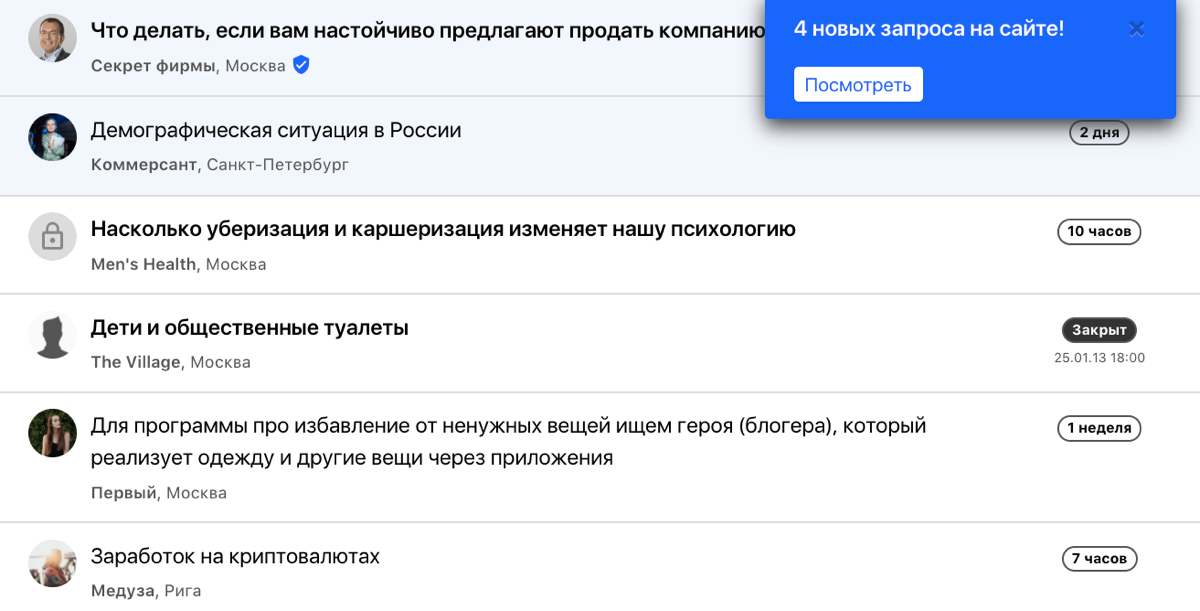 Что делать, если вам настойчиво предлагают продать компанию
Секрет фирмы, Москва
4 новых запроса на сайте!
×
Посмотреть
Демографическая ситуация в России
2 дня
Коммерсант, Санкт-Петербург
Насколько уберизация и каршеризация изменяет нашу психологию
10 часов
Men's Health, Москва
Дети и общественные туалеты
Закрыт
The Village, Москва
25.01.13 18:00
Для программы про избавление от ненужных вещей ищем героя (блогера), который
1 неделя
реализует одежду и другие вещи через приложения
Первый, Москва
Заработок на криптовалютах
7 часов
Медуза, Рига